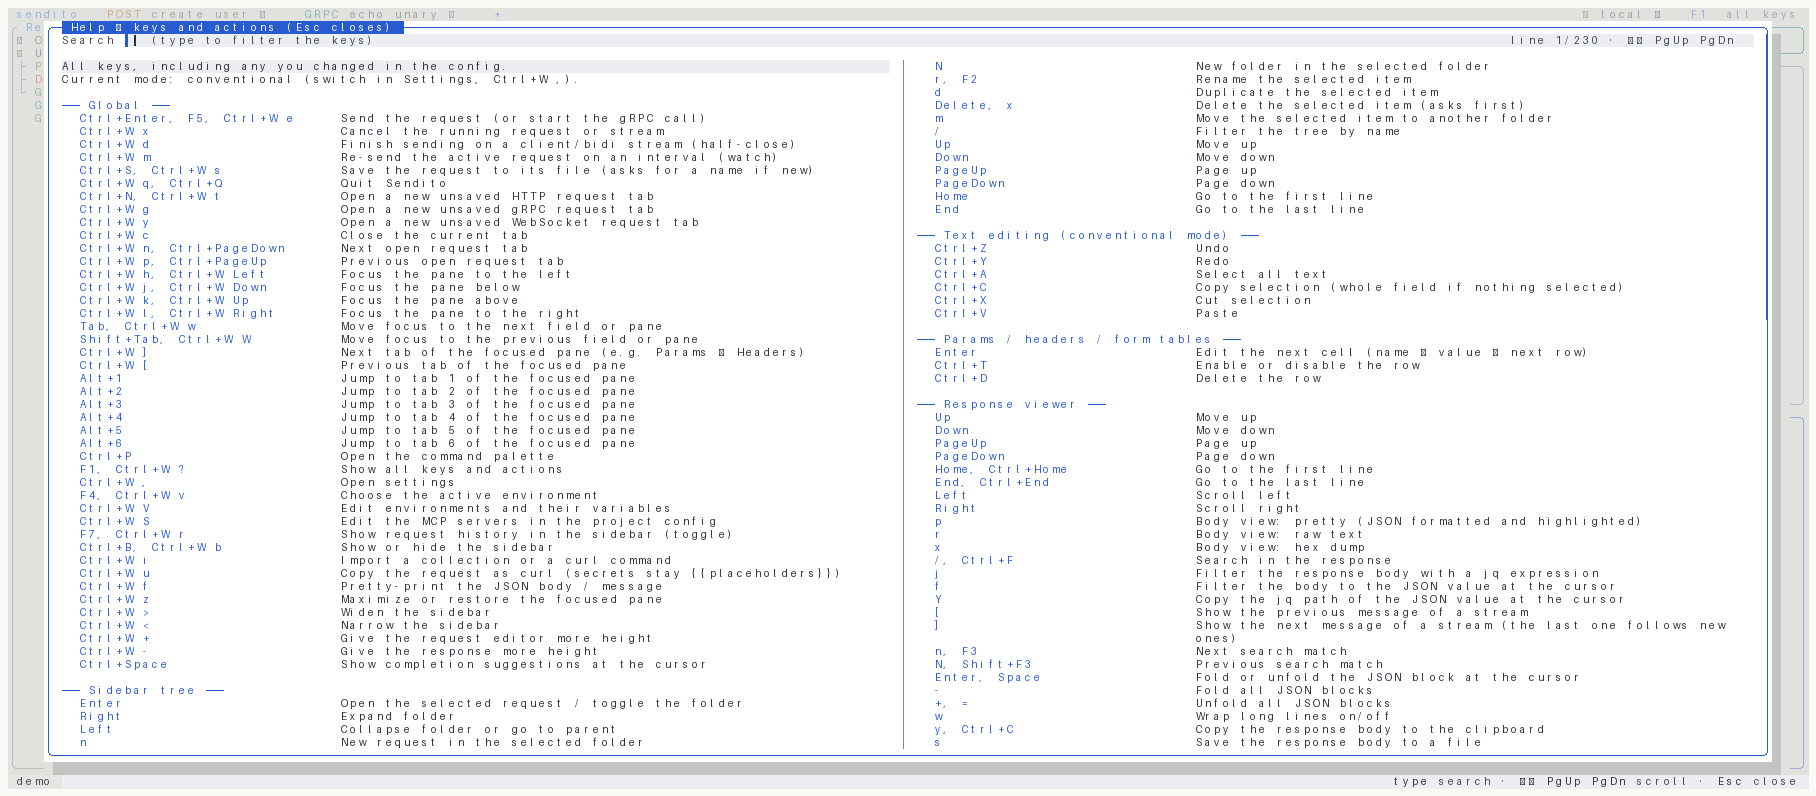 sendito POST create user GRPC echo unary + local F1 all keys
Help keys and actions (Esc closes)
Search (type to filter the keys) line 1/230 · PgUp PgDn
All keys, including any you changed in the config.
Current mode: conventional (switch in Settings, Ctrl+W ,).
Global
Ctrl+Enter, F5, Ctrl+W e Send the request (or start the gRPC call)
Ctrl+W x Cancel the running request or stream
Ctrl+W d Finish sending on a client/bidi stream (half-close)
Ctrl+W m Re-send the active request on an interval (watch)
Ctrl+S, Ctrl+W s Save the request to its file (asks for a name if new)
Ctrl+W q, Ctrl+Q Quit Sendito
Ctrl+N, Ctrl+W t Open a new unsaved HTTP request tab
Ctrl+W g Open a new unsaved gRPC request tab
Ctrl+W y Open a new unsaved WebSocket request tab
Ctrl+W c Close the current tab
Ctrl+W n, Ctrl+PageDown Next open request tab
Ctrl+W p, Ctrl+PageUp Previous open request tab
Ctrl+W h, Ctrl+W Left Focus the pane to the left
Ctrl+W j, Ctrl+W Down Focus the pane below
Ctrl+W k, Ctrl+W Up Focus the pane above
Ctrl+W l, Ctrl+W Right Focus the pane to the right
Tab, Ctrl+W w Move focus to the next field or pane
Shift+Tab, Ctrl+W W Move focus to the previous field or pane
Ctrl+W ] Next tab of the focused pane (e.g. Params Headers)
Ctrl+W [ Previous tab of the focused pane
Alt+1 Jump to tab 1 of the focused pane
Alt+2 Jump to tab 2 of the focused pane
Alt+3 Jump to tab 3 of the focused pane
Alt+4 Jump to tab 4 of the focused pane
Alt+5 Jump to tab 5 of the focused pane
Alt+6 Jump to tab 6 of the focused pane
Ctrl+P Open the command palette
F1, Ctrl+W ? Show all keys and actions
Ctrl+W , Open settings
F4, Ctrl+W v Choose the active environment
Ctrl+W V Edit environments and their variables
Ctrl+W S Edit the MCP servers in the project config
F7, Ctrl+W r Show request history in the sidebar (toggle)
Ctrl+B, Ctrl+W b Show or hide the sidebar
Ctrl+W i Import a collection or a curl command
Ctrl+W u Copy the request as curl (secrets stay {{placeholders}})
Ctrl+W f Pretty-print the JSON body / message
Ctrl+W z Maximize or restore the focused pane
Ctrl+W > Widen the sidebar
Ctrl+W < Narrow the sidebar
Ctrl+W + Give the request editor more height
Ctrl+W - Give the response more height
Ctrl+Space Show completion suggestions at the cursor
Sidebar tree
Enter Open the selected request / toggle the folder
Right Expand folder
Left Collapse folder or go to parent
n New request in the selected folder
N New folder in the selected folder
r, F2 Rename the selected item
d Duplicate the selected item
Delete, x Delete the selected item (asks first)
m Move the selected item to another folder
/ Filter the tree by name
Up Move up
Down Move down
PageUp Page up
PageDown Page down
Home Go to the first line
End Go to the last line
Text editing (conventional mode)
Ctrl+Z Undo
Ctrl+Y Redo
Ctrl+A Select all text
Ctrl+C Copy selection (whole field if nothing selected)
Ctrl+X Cut selection
Ctrl+V Paste
Params / headers / form tables
Enter Edit the next cell (name value next row)
Ctrl+T Enable or disable the row
Ctrl+D Delete the row
Response viewer
Up Move up
Down Move down
PageUp Page up
PageDown Page down
Home, Ctrl+Home Go to the first line
End, Ctrl+End Go to the last line
Left Scroll left
Right Scroll right
p Body view: pretty (JSON formatted and highlighted)
r Body view: raw text
x Body view: hex dump
/, Ctrl+F Search in the response
j Filter the response body with a jq expression
f Filter the body to the JSON value at the cursor
Y Copy the jq path of the JSON value at the cursor
[ Show the previous message of a stream
] Show the next message of a stream (the last one follows new
ones)
n, F3 Next search match
N, Shift+F3 Previous search match
Enter, Space Fold or unfold the JSON block at the cursor
- Fold all JSON blocks
+, = Unfold all JSON blocks
w Wrap long lines on/off
y, Ctrl+C Copy the response body to the clipboard
s Save the response body to a file
demo type search · PgUp PgDn scroll · Esc close